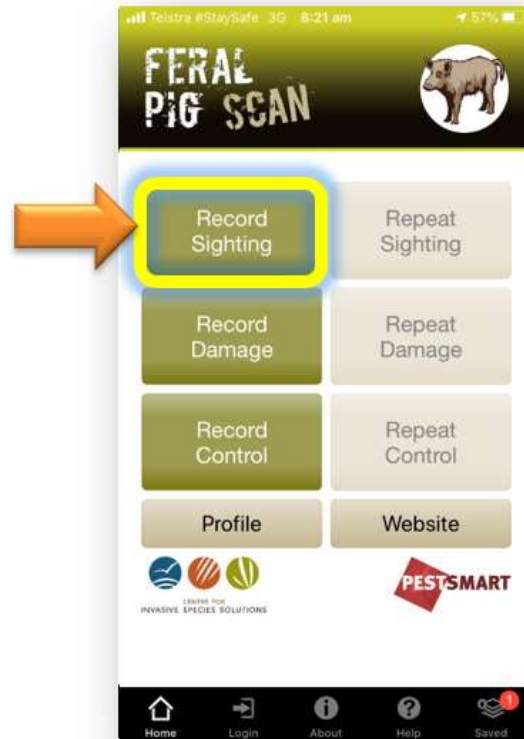 Telstra #StaySafe 3G 8:21 am 57%
FERAL
PIG SCAN
Record
Sighting
Repeat
Sighting
Record
Damage
Repeat
Damage
Record
Control
Repeat
Control
Profile
Website
CENTRE FOR
INVASIVE SPECIES SOLUTIONS
PESTSMART
Home
Login
About
Help
Saved
1